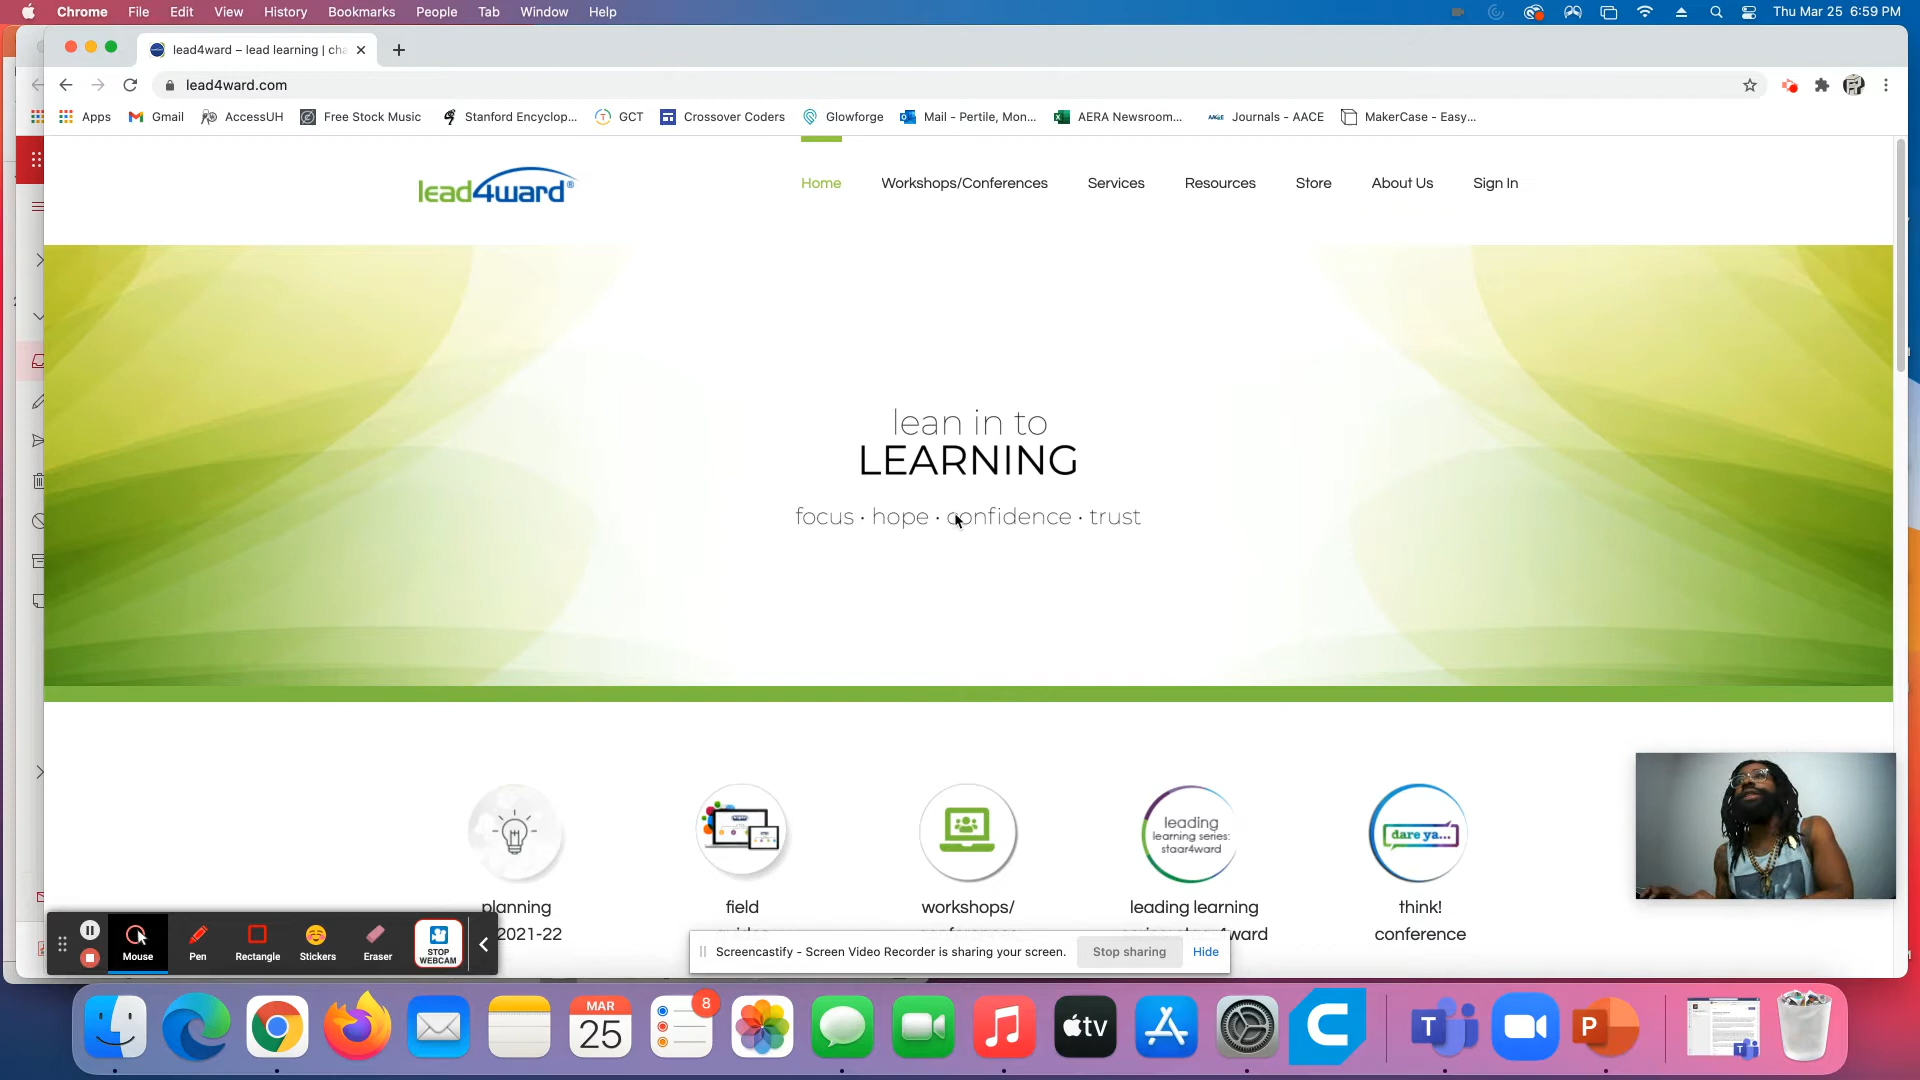 Chrome File Edit View History Bookmarks People Tab Window Help Thu Mar 25 6:59 PM
lead4ward – lead learning | cha
lead4ward.com
Apps Gmail AccessUH Free Stock Music Stanford Encyclop... GCT Crossover Coders Glowforge Mail - Pertile, Mon... AERA Newsroom... Journals - AACE MakerCase - Easy...
lead4ward® Home Workshops/Conferences Services Resources Store About Us Sign In
lean in to
LEARNING
focus · hope · confidence · trust
leading
learning series:
staar4ward
dare ya...
planning field workshops/ leading learning think!
2021-22 4ward conference
Mouse Pen Rectangle Stickers Eraser STOP WEBCAM
Screencastify - Screen Video Recorder is sharing your screen. Stop sharing Hide
MAR
25
8
tv
T
P